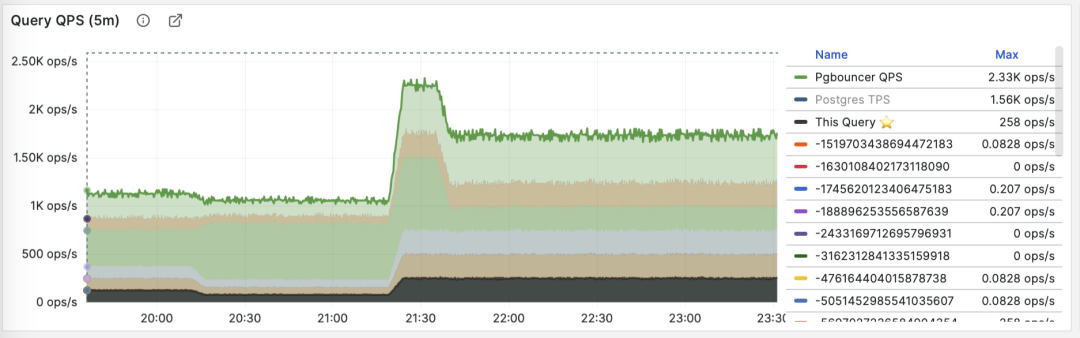 Query QPS (5m)
2.50K ops/s
2K ops/s
1.50K ops/s
1K ops/s
500 ops/s
0 ops/s
20:00 20:30 21:00 21:30 22:00 22:30 23:00 23:30
Name Max
Pgbouncer QPS 2.33K ops/s
Postgres TPS 1.56K ops/s
This Query ⭐ 258 ops/s
-1519703438694472183 0.0828 ops/s
-1630108402173118090 0 ops/s
-1745620123406475183 0.207 ops/s
-188896253556587639 0.207 ops/s
-2433169712695796931 0 ops/s
-3162312841335159918 0 ops/s
-476164404015878738 0.0828 ops/s
-5051452985541035607 0.0828 ops/s
258 ops/s